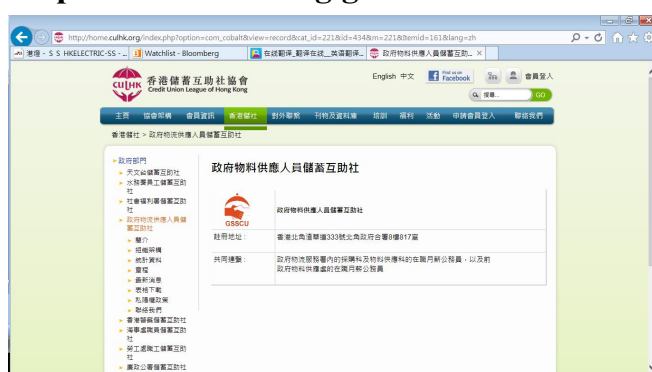 http://home.culhk.org/index.php?option=com_cobalt&view=record&cat_id=221&id=434&m=221&Itemid=161&lang=zh
港燈 - S S HKELECTRIC-SS - ...
Watchlist - Bloomberg
在线翻译_翻译在线__英语翻译...
政府物料供應人員儲蓄互助...
CULHK
香港儲蓄互助社協會
Credit Union League of Hong Kong
English 中文
Find us on
Facebook
會員登入
搜尋...
GO
主頁 協會架構 會員資訊 香港儲社 對外聯繫 刊物及資料庫 培訓 福利 活動 申請會員登入 聯絡我們
香港儲社 > 政府物流供應人員儲蓄互助社
政府部門
天文台儲蓄互助社
水務署員工儲蓄互助
社
社會福利署儲蓄互助
社
政府物流供應人員儲
蓄互助社
簡介
組織架構
統計資料
章程
最新消息
表格下載
私隱權政策
聯絡我們
香港警察儲蓄互助社
海事處職員儲蓄互助
社
勞工處職工儲蓄互助
社
廉政公署儲蓄互助社
政府物料供應人員儲蓄互助社
GSSCU
政府物料供應人員儲蓄互助社
註冊地址:
香港北角渣華道333號北角政府合署8樓817室
共同連繫:
政府物流服務署內的採購科及物料供應科的在職月薪公務員，以及前
政府物料供應處的在職月薪公務員